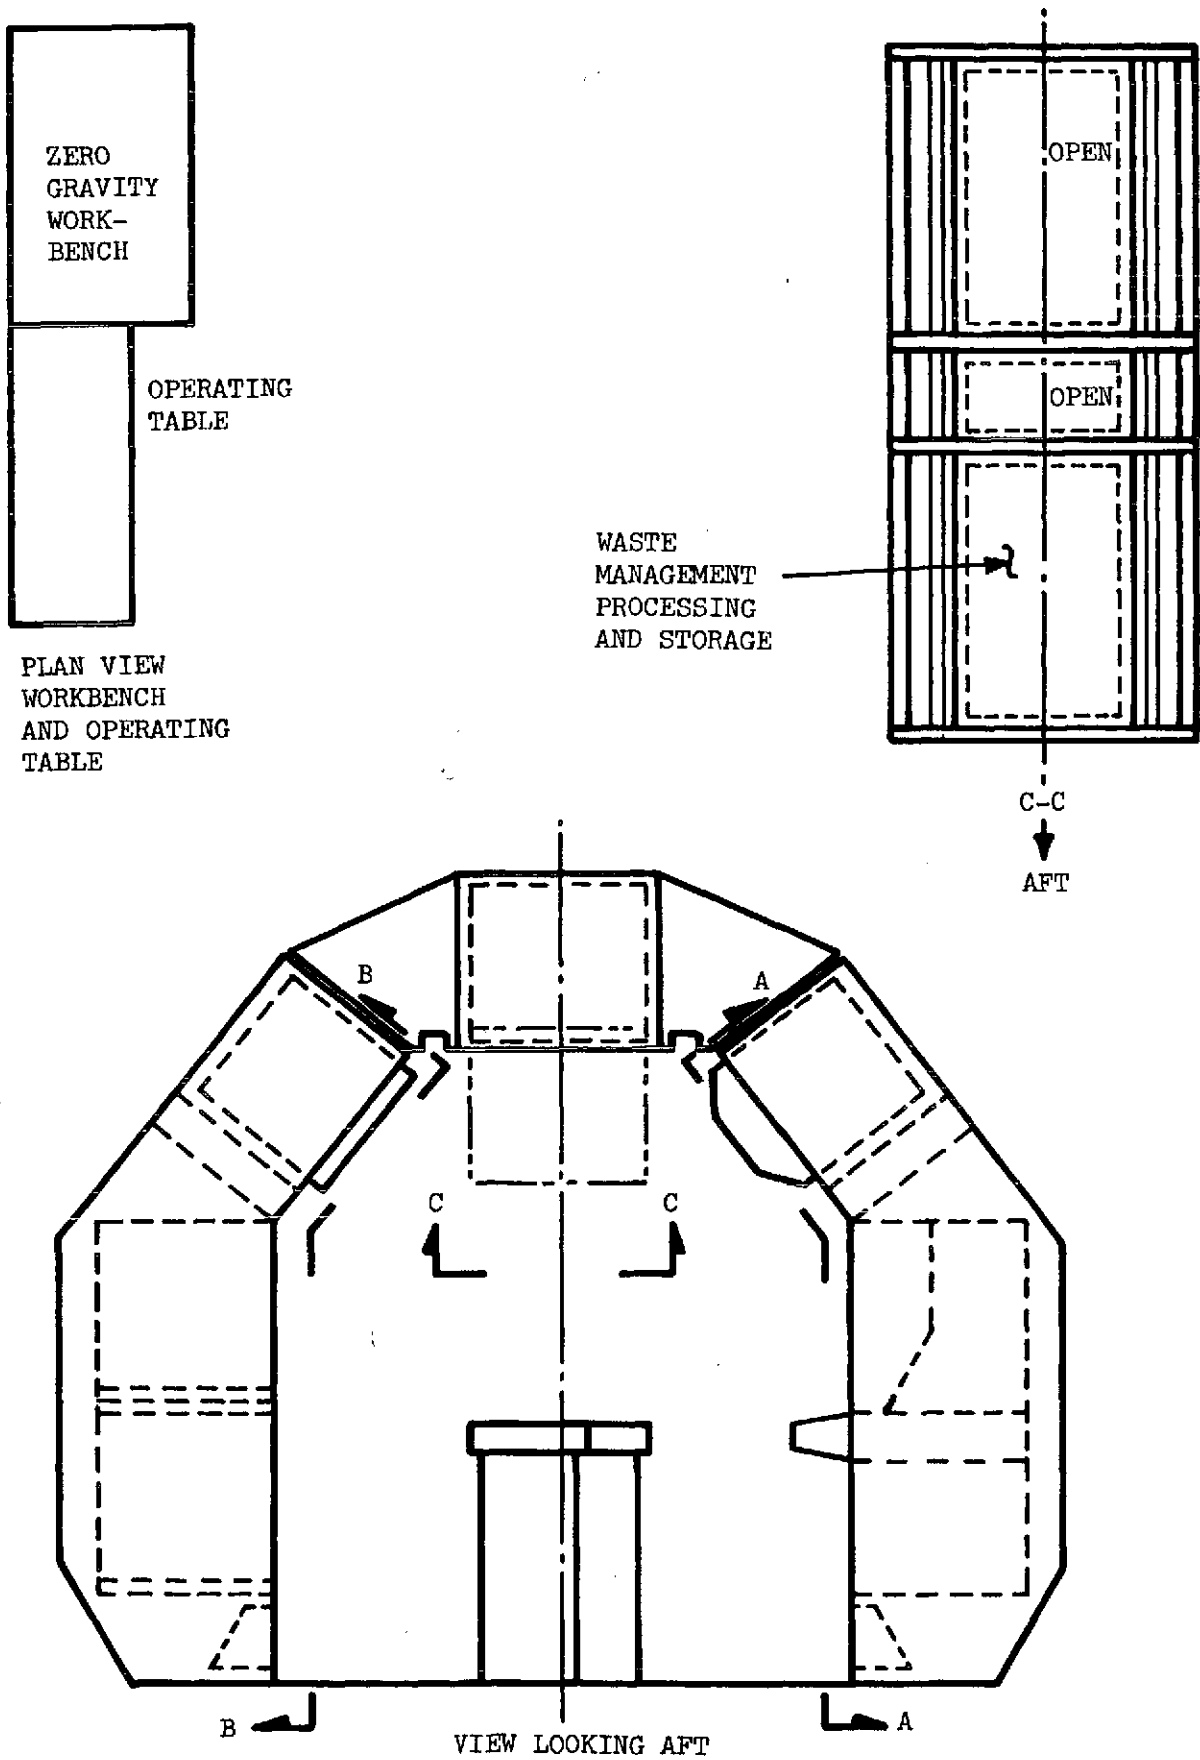 ZERO
GRAVITY
WORK-
BENCH
OPERATING
TABLE
PLAN VIEW
WORKBENCH
AND OPERATING
TABLE
OPEN
OPEN
WASTE
MANAGEMENT
PROCESSING
AND STORAGE
C-C
AFT
B
A
C
C
B
A
VIEW LOOKING AFT